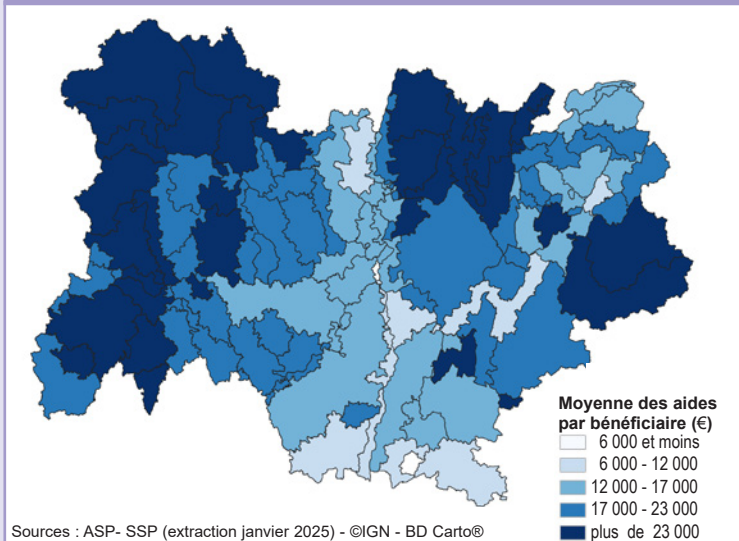 Moyenne des aides
par bénéficiaire (€)
6 000 et moins
6 000 - 12 000
12 000 - 17 000
17 000 - 23 000
plus de 23 000
Sources : ASP- SSP (extraction janvier 2025) - ©IGN - BD Carto®